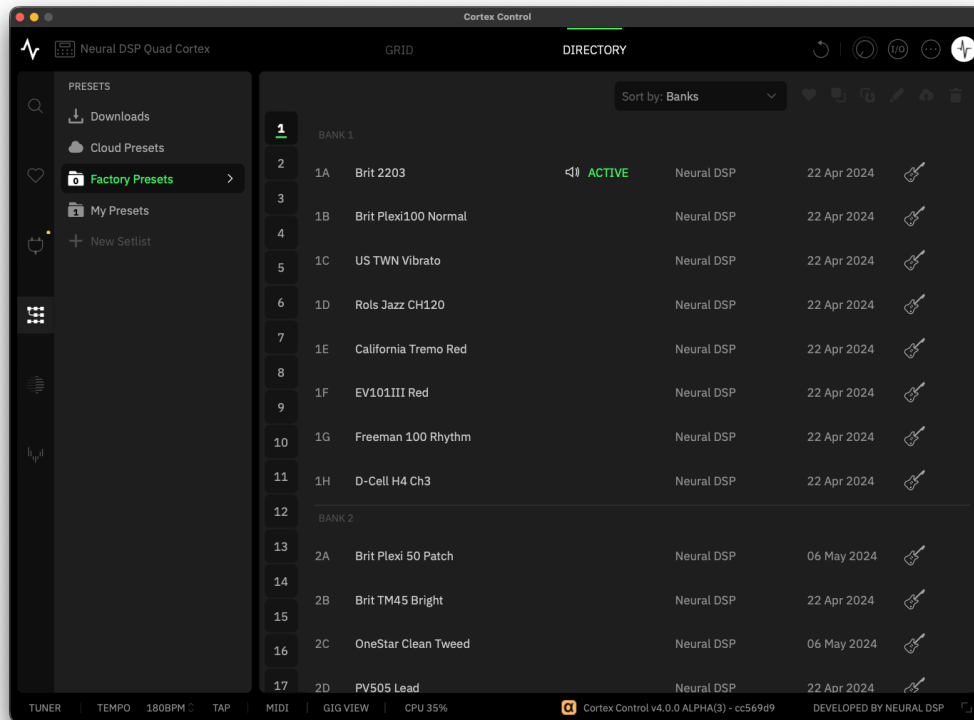 Cortex Control
Neural DSP Quad Cortex
GRID
DIRECTORY
I/O
PRESETS
Downloads
Cloud Presets
0 Factory Presets
1 My Presets
New Setlist
Sort by: Banks
1
2
3
4
5
6
7
8
9
10
11
12
13
14
15
16
17
BANK 1
1A Brit 2203 ACTIVE Neural DSP 22 Apr 2024
1B Brit Plexi100 Normal Neural DSP 22 Apr 2024
1C US TWN Vibrato Neural DSP 22 Apr 2024
1D Rols Jazz CH120 Neural DSP 22 Apr 2024
1E California Tremo Red Neural DSP 22 Apr 2024
1F EV101III Red Neural DSP 22 Apr 2024
1G Freeman 100 Rhythm Neural DSP 22 Apr 2024
1H D-Cell H4 Ch3 Neural DSP 22 Apr 2024
BANK 2
2A Brit Plexi 50 Patch Neural DSP 06 May 2024
2B Brit TM45 Bright Neural DSP 22 Apr 2024
2C OneStar Clean Tweed Neural DSP 06 May 2024
2D PV505 Lead Neural DSP 22 Apr 2024
TUNER TEMPO 180BPM TAP MIDI GIG VIEW CPU 35% Cortex Control v4.0.0 ALPHA(3) - cc569d9 DEVELOPED BY NEURAL DSP